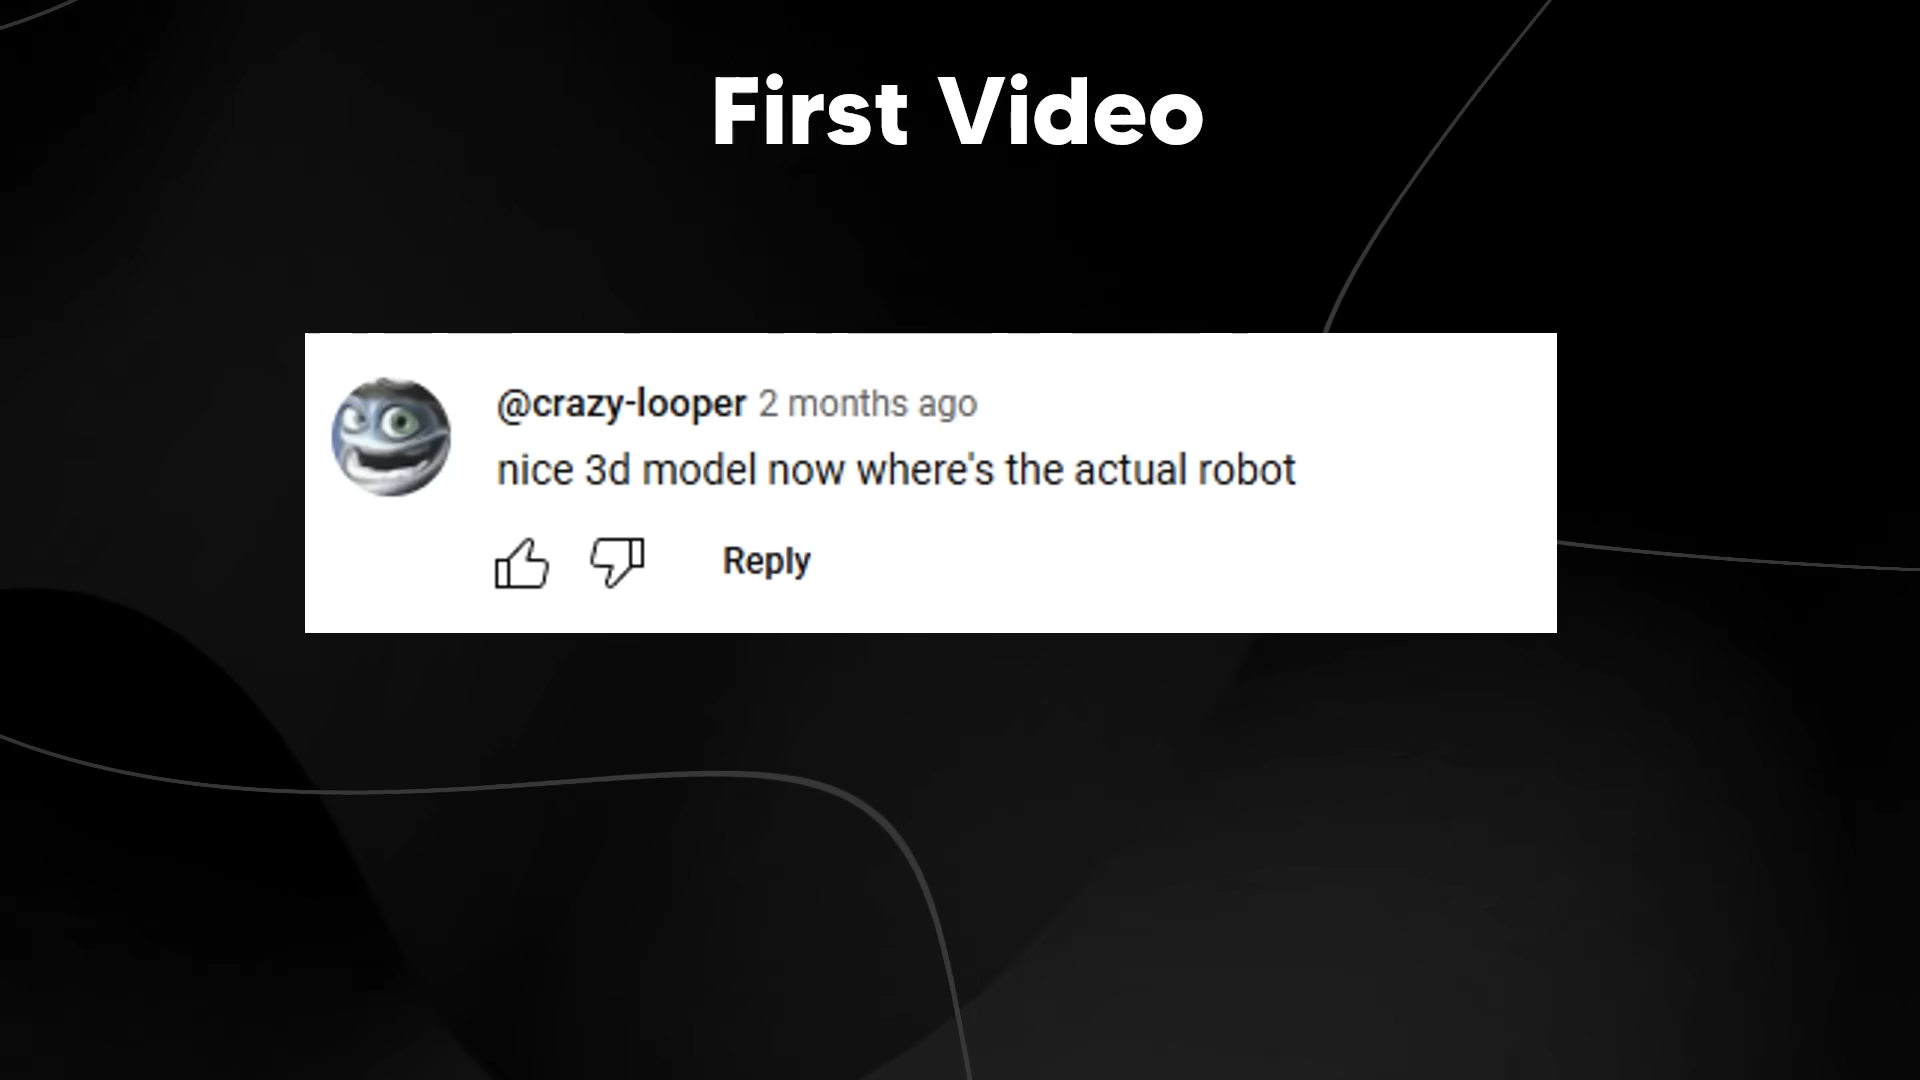 First Video
@crazy-looper 2 months ago
nice 3d model now where's the actual robot
Reply